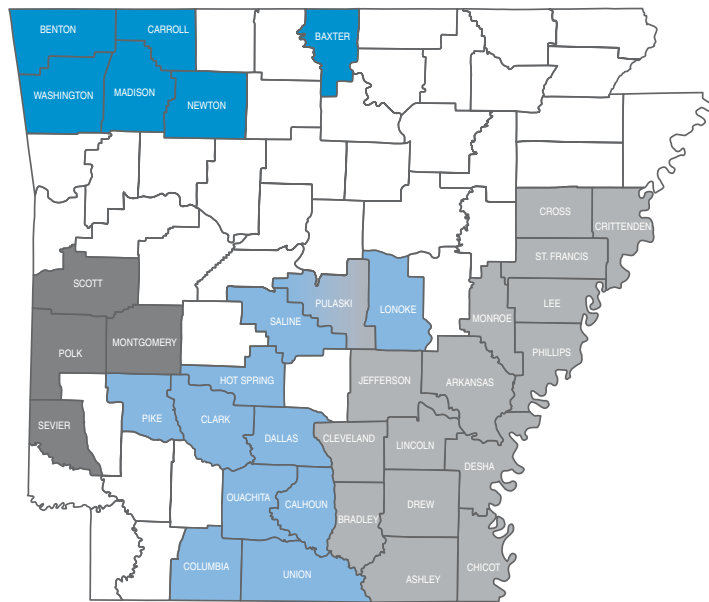 BENTON
CARROLL
BAXTER
WASHINGTON
MADISON
NEWTON
CROSS
CRITTENDEN
ST. FRANCIS
SCOTT
PULASKI
LONOKE
LEE
SALINE
MONROE
POLK
MONTGOMERY
PHILLIPS
HOT SPRING
JEFFERSON
ARKANSAS
SEVIER
PIKE
CLARK
DALLAS
CLEVELAND
LINCOLN
DESHA
OUACHITA
CALHOUN
BRADLEY
DREW
COLUMBIA
UNION
ASHLEY
CHICOT